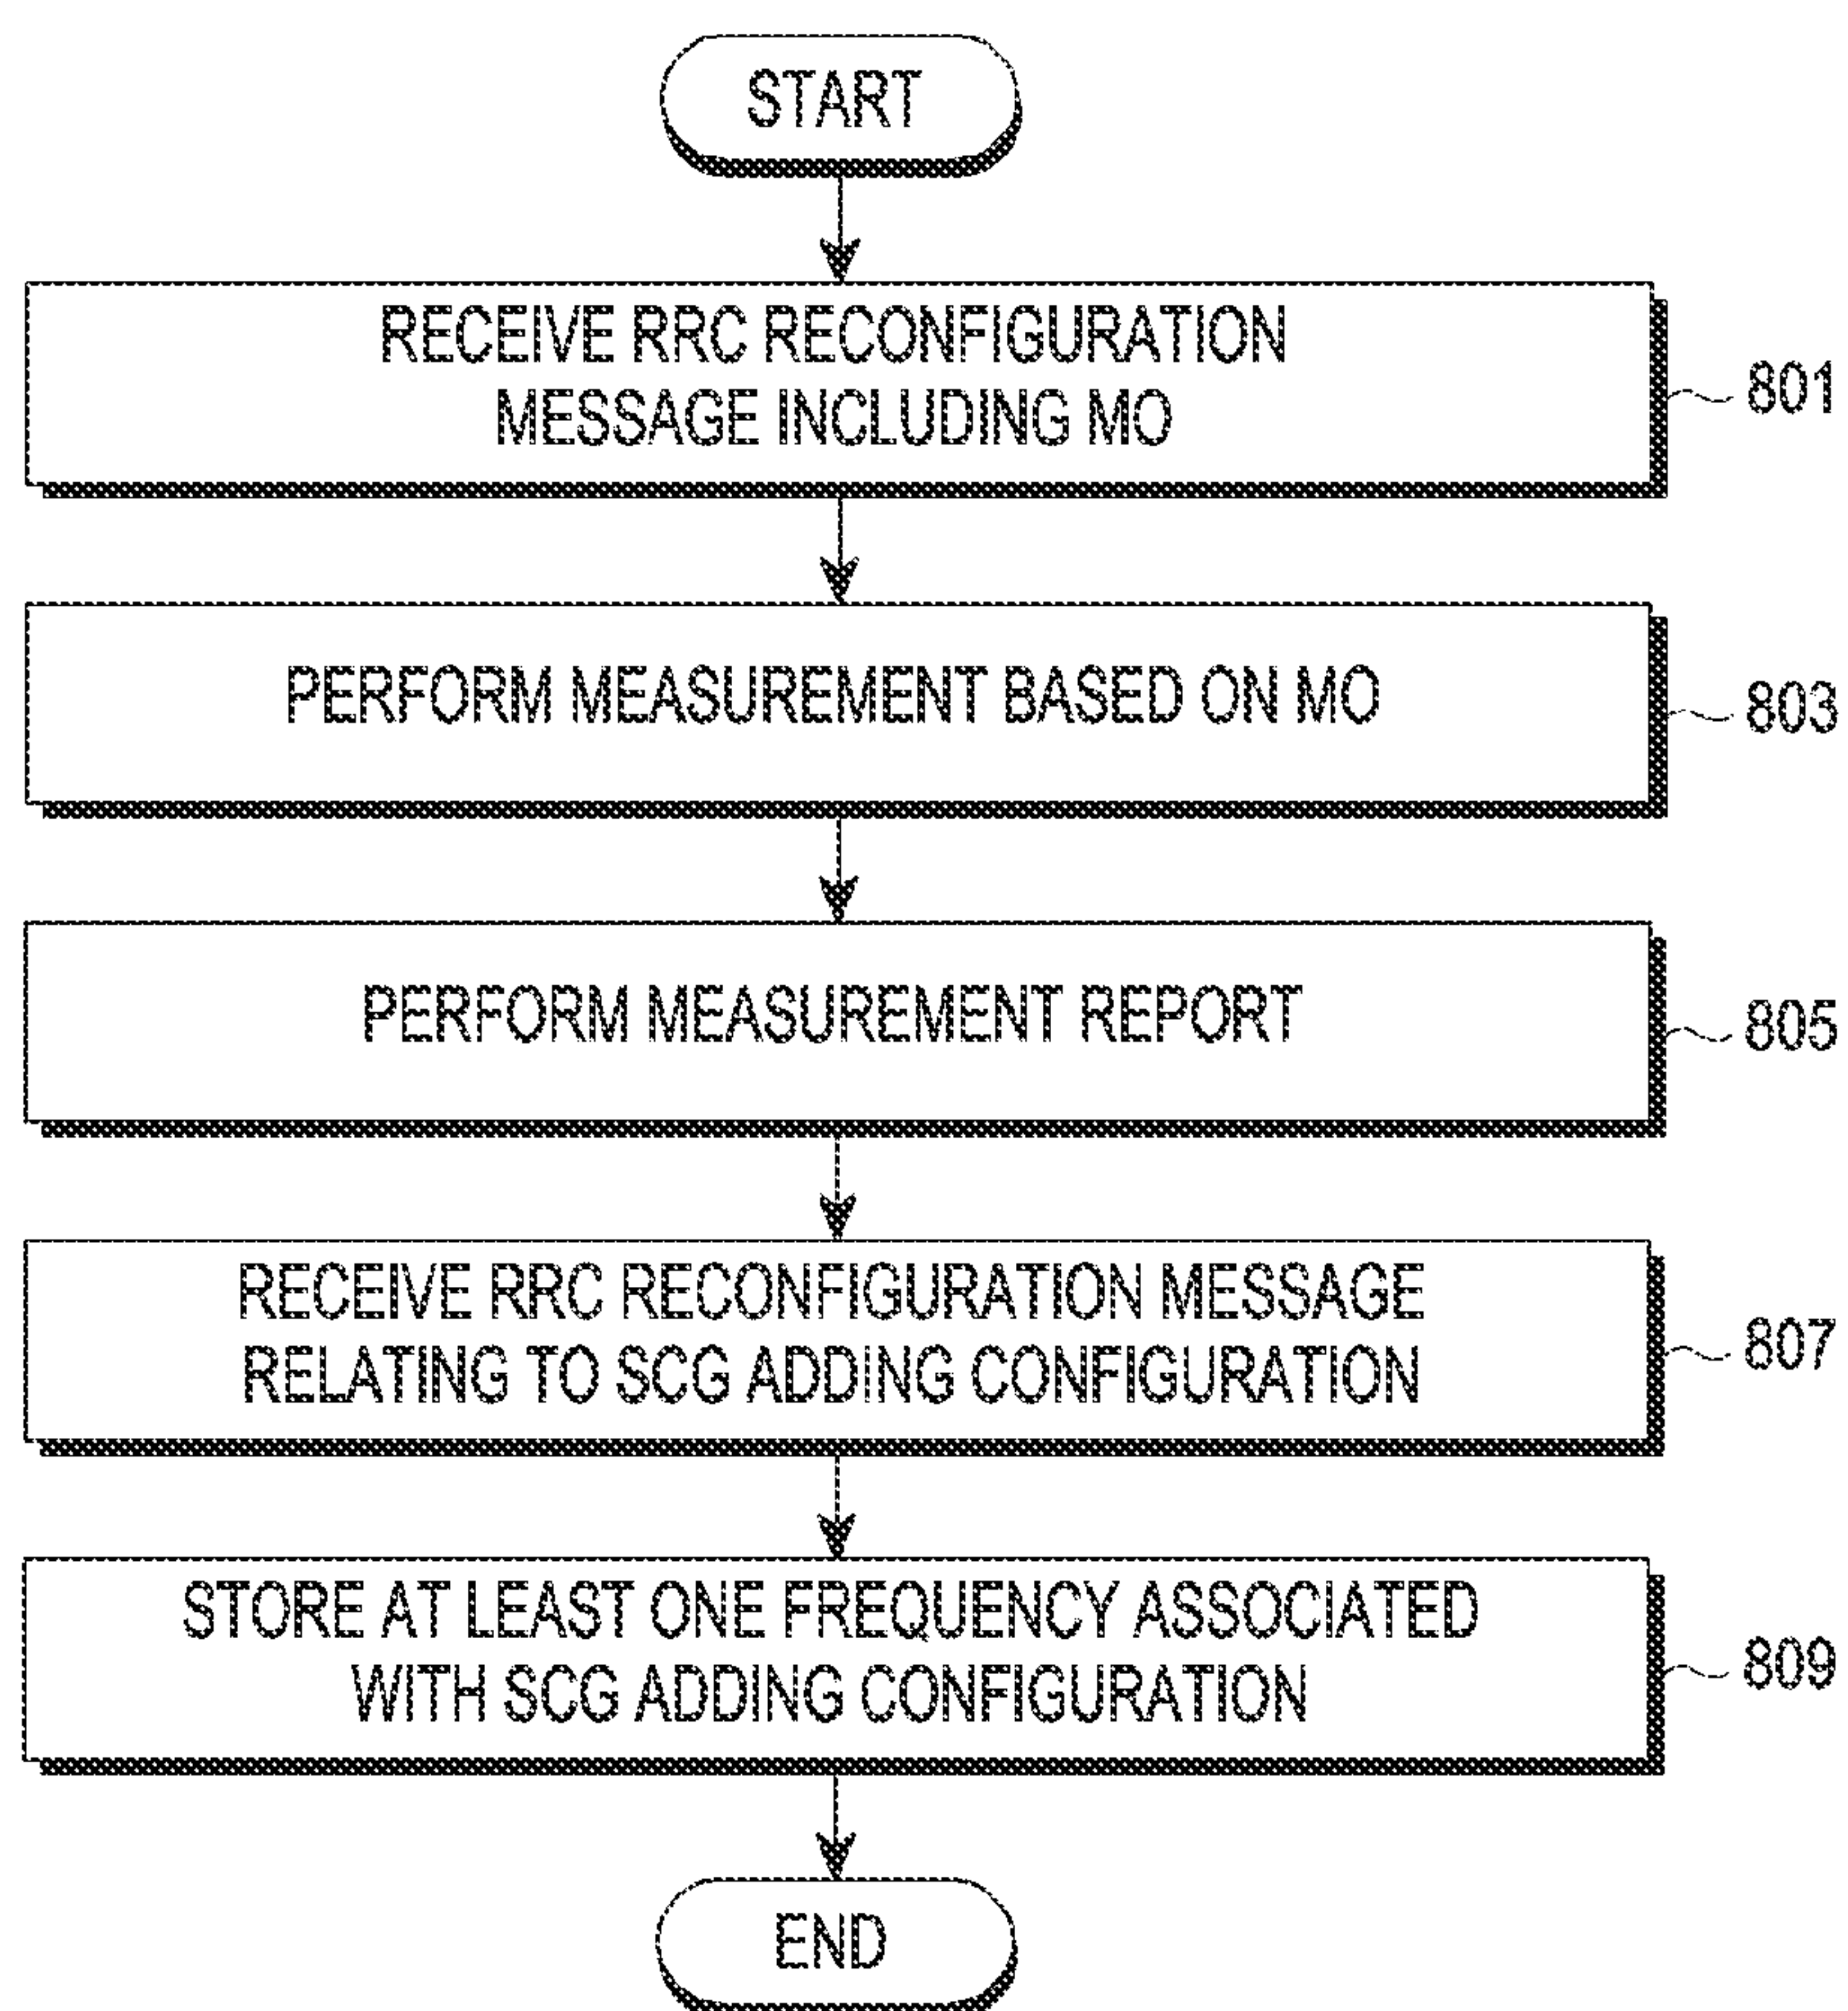 START
RECEIVE RRC RECONFIGURATION
MESSAGE INCLUDING MO
801
PERFORM MEASUREMENT BASED ON MO
803
PERFORM MEASUREMENT REPORT
805
RECEIVE RRC RECONFIGURATION MESSAGE
RELATING TO SCG ADDING CONFIGURATION
807
STORE AT LEAST ONE FREQUENCY ASSOCIATED
WITH SCG ADDING CONFIGURATION
809
END